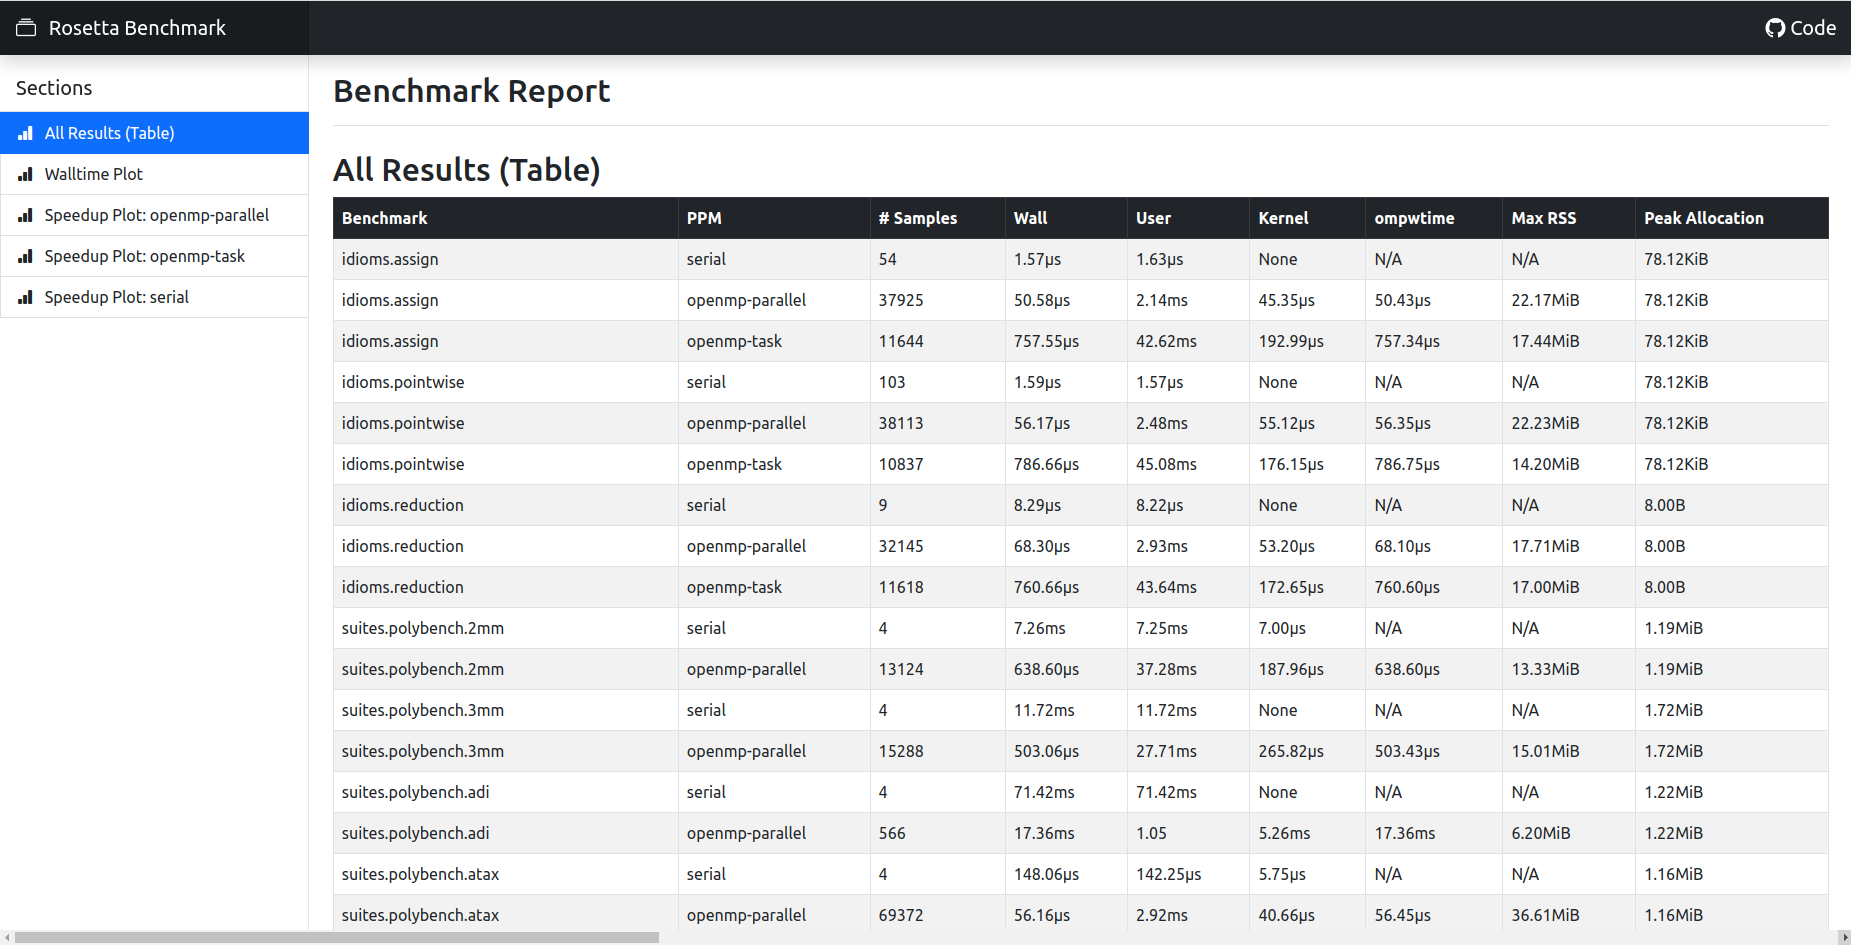 Rosetta Benchmark Code
Sections
All Results (Table)
Walltime Plot
Speedup Plot: openmp-parallel
Speedup Plot: openmp-task
Speedup Plot: serial
Benchmark Report
All Results (Table)
Benchmark PPM # Samples Wall User Kernel ompwtime Max RSS Peak Allocation
idioms.assign serial 54 1.57µs 1.63µs None N/A N/A 78.12KiB
idioms.assign openmp-parallel 37925 50.58µs 2.14ms 45.35µs 50.43µs 22.17MiB 78.12KiB
idioms.assign openmp-task 11644 757.55µs 42.62ms 192.99µs 757.34µs 17.44MiB 78.12KiB
idioms.pointwise serial 103 1.59µs 1.57µs None N/A N/A 78.12KiB
idioms.pointwise openmp-parallel 38113 56.17µs 2.48ms 55.12µs 56.35µs 22.23MiB 78.12KiB
idioms.pointwise openmp-task 10837 786.66µs 45.08ms 176.15µs 786.75µs 14.20MiB 78.12KiB
idioms.reduction serial 9 8.29µs 8.22µs None N/A N/A 8.00B
idioms.reduction openmp-parallel 32145 68.30µs 2.93ms 53.20µs 68.10µs 17.71MiB 8.00B
idioms.reduction openmp-task 11618 760.66µs 43.64ms 172.65µs 760.60µs 17.00MiB 8.00B
suites.polybench.2mm serial 4 7.26ms 7.25ms 7.00µs N/A N/A 1.19MiB
suites.polybench.2mm openmp-parallel 13124 638.60µs 37.28ms 187.96µs 638.60µs 13.33MiB 1.19MiB
suites.polybench.3mm serial 4 11.72ms 11.72ms None N/A N/A 1.72MiB
suites.polybench.3mm openmp-parallel 15288 503.06µs 27.71ms 265.82µs 503.43µs 15.01MiB 1.72MiB
suites.polybench.adi serial 4 71.42ms 71.42ms None N/A N/A 1.22MiB
suites.polybench.adi openmp-parallel 566 17.36ms 1.05 5.26ms 17.36ms 6.20MiB 1.22MiB
suites.polybench.atax serial 4 148.06µs 142.25µs 5.75µs N/A N/A 1.16MiB
suites.polybench.atax openmp-parallel 69372 56.16µs 2.92ms 40.66µs 56.45µs 36.61MiB 1.16MiB